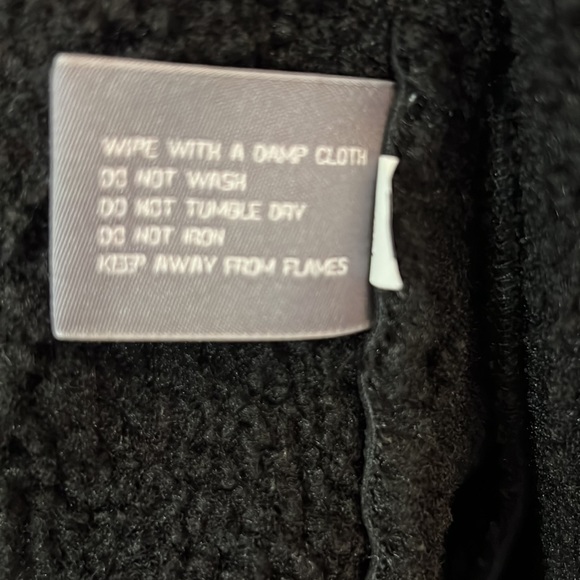 WIPE WITH A DAMP CLOTH
DO NOT WASH
DO NOT TUMBLE DRY
DO NOT IRON
KEEP AWAY FROM FLAMES